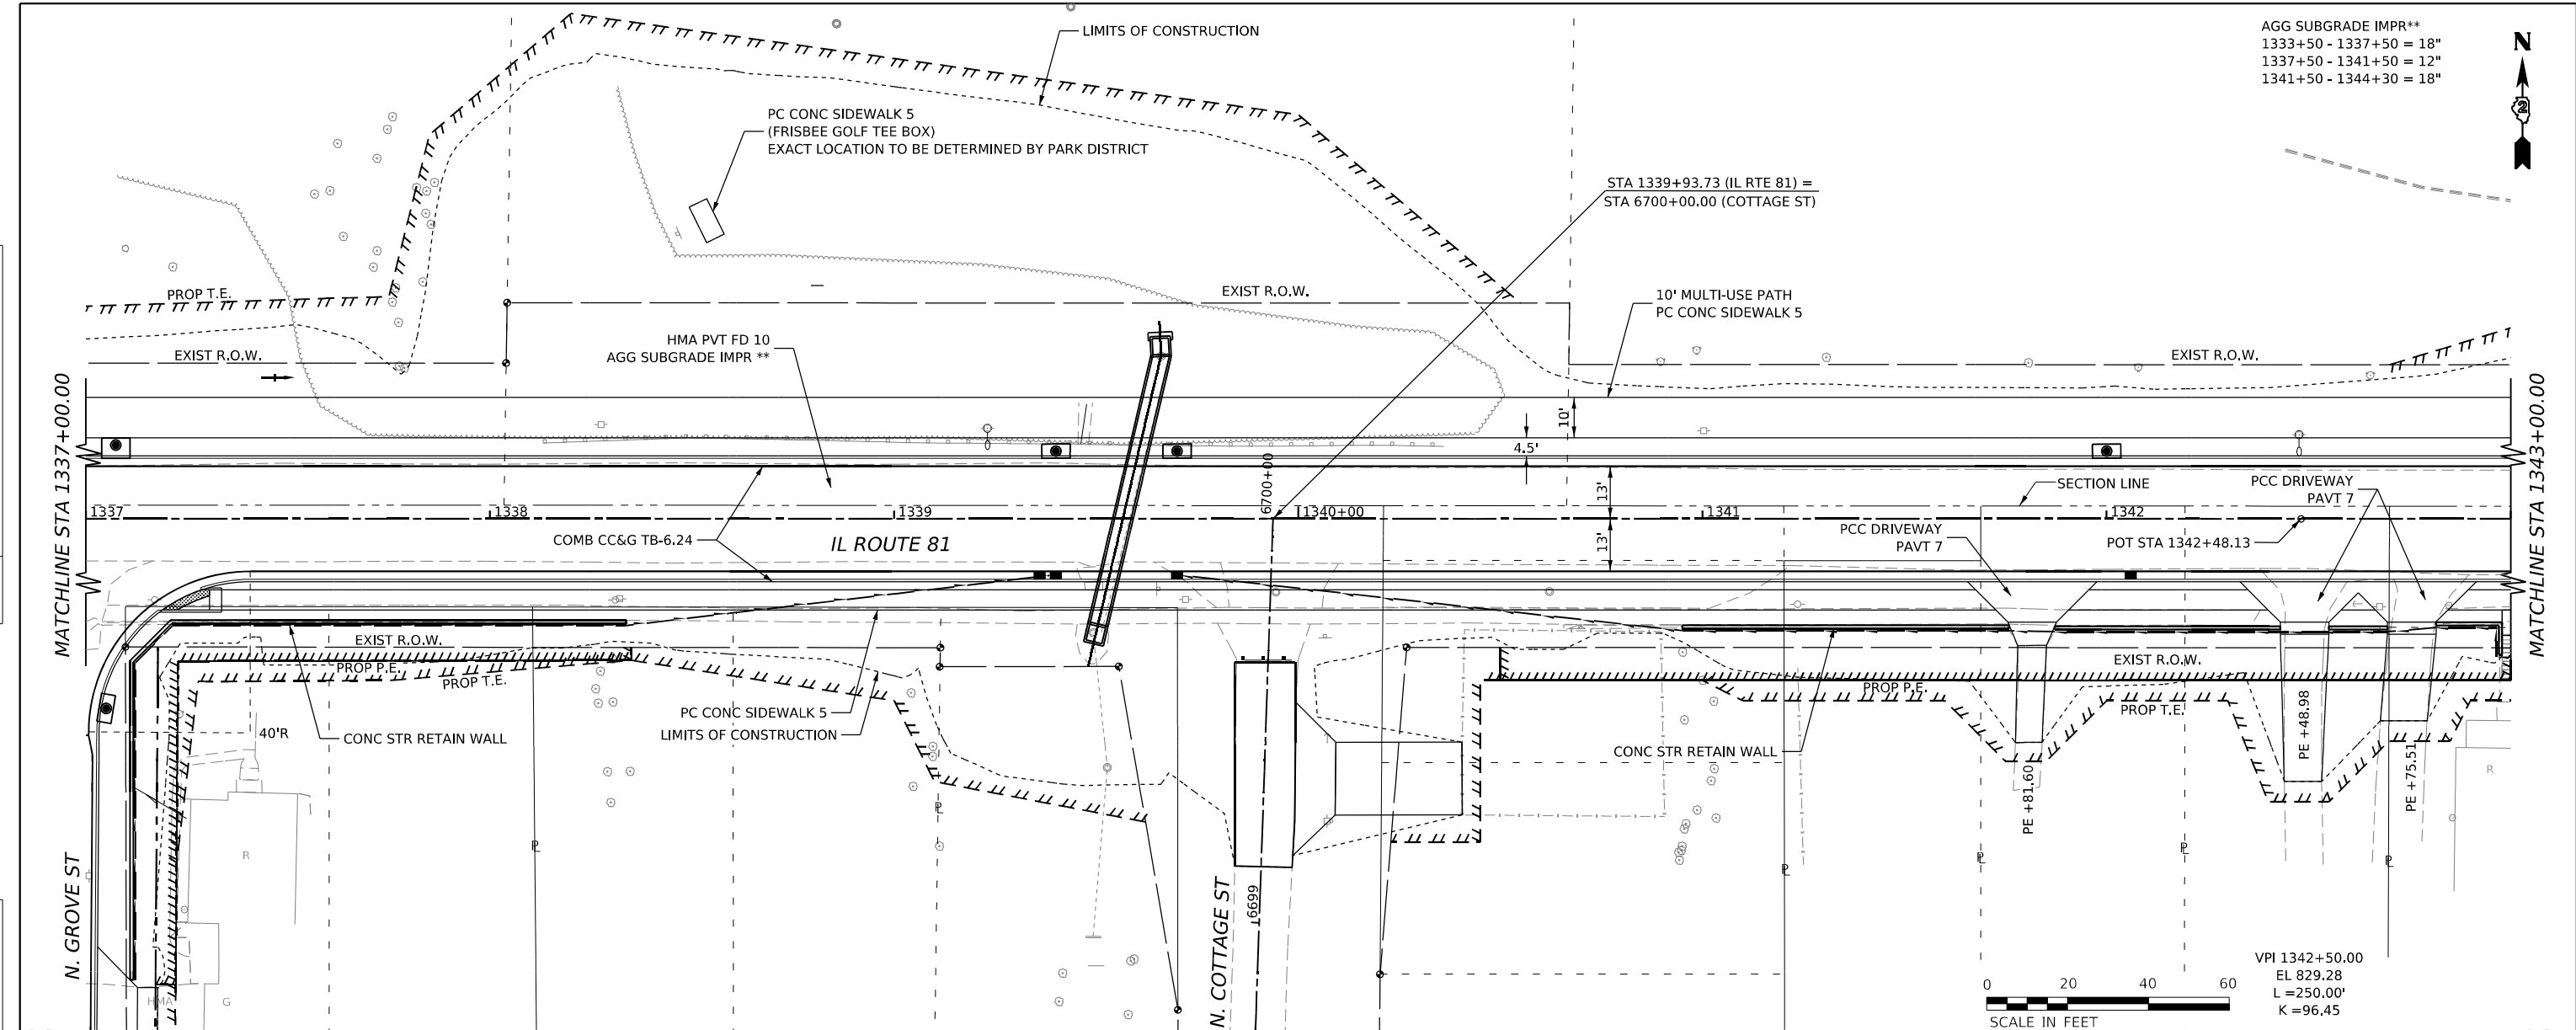 LIMITS OF CONSTRUCTION
AGG SUBGRADE IMPR**
1333+50 - 1337+50 = 18"
1337+50 - 1341+50 = 12"
1341+50 - 1344+30 = 18"
N
2
PC CONC SIDEWALK 5
(FRISBEE GOLF TEE BOX)
EXACT LOCATION TO BE DETERMINED BY PARK DISTRICT
STA 1339+93.73 (IL RTE 81) =
STA 6700+00.00 (COTTAGE ST)
PROP T.E.
EXIST R.O.W.
10' MULTI-USE PATH
PC CONC SIDEWALK 5
HMA PVT FD 10
AGG SUBGRADE IMPR **
EXIST R.O.W.
EXIST R.O.W.
MATCHLINE STA 1337+00.00
MATCHLINE STA 1343+00.00
10'
4.5'
13'
13'
6700+00
SECTION LINE
PCC DRIVEWAY
PAVT 7
1337
1338
1339
1340+00
1341
1342
COMB CC&G TB-6.24
IL ROUTE 81
PCC DRIVEWAY
PAVT 7
POT STA 1342+48.13
EXIST R.O.W.
PROP P.E.
PROP T.E.
EXIST R.O.W.
PROP P.E.
PROP T.E.
PC CONC SIDEWALK 5
LIMITS OF CONSTRUCTION
40'R
CONC STR RETAIN WALL
CONC STR RETAIN WALL
PE +81.60
PE +48.98
PE +75.51
R
R
P
P
P
P
P
P
N. GROVE ST
N. COTTAGE ST
6699
HMA
G
0 20 40 60
SCALE IN FEET
VPI 1342+50.00
EL 829.28
L =250.00'
K =96.45